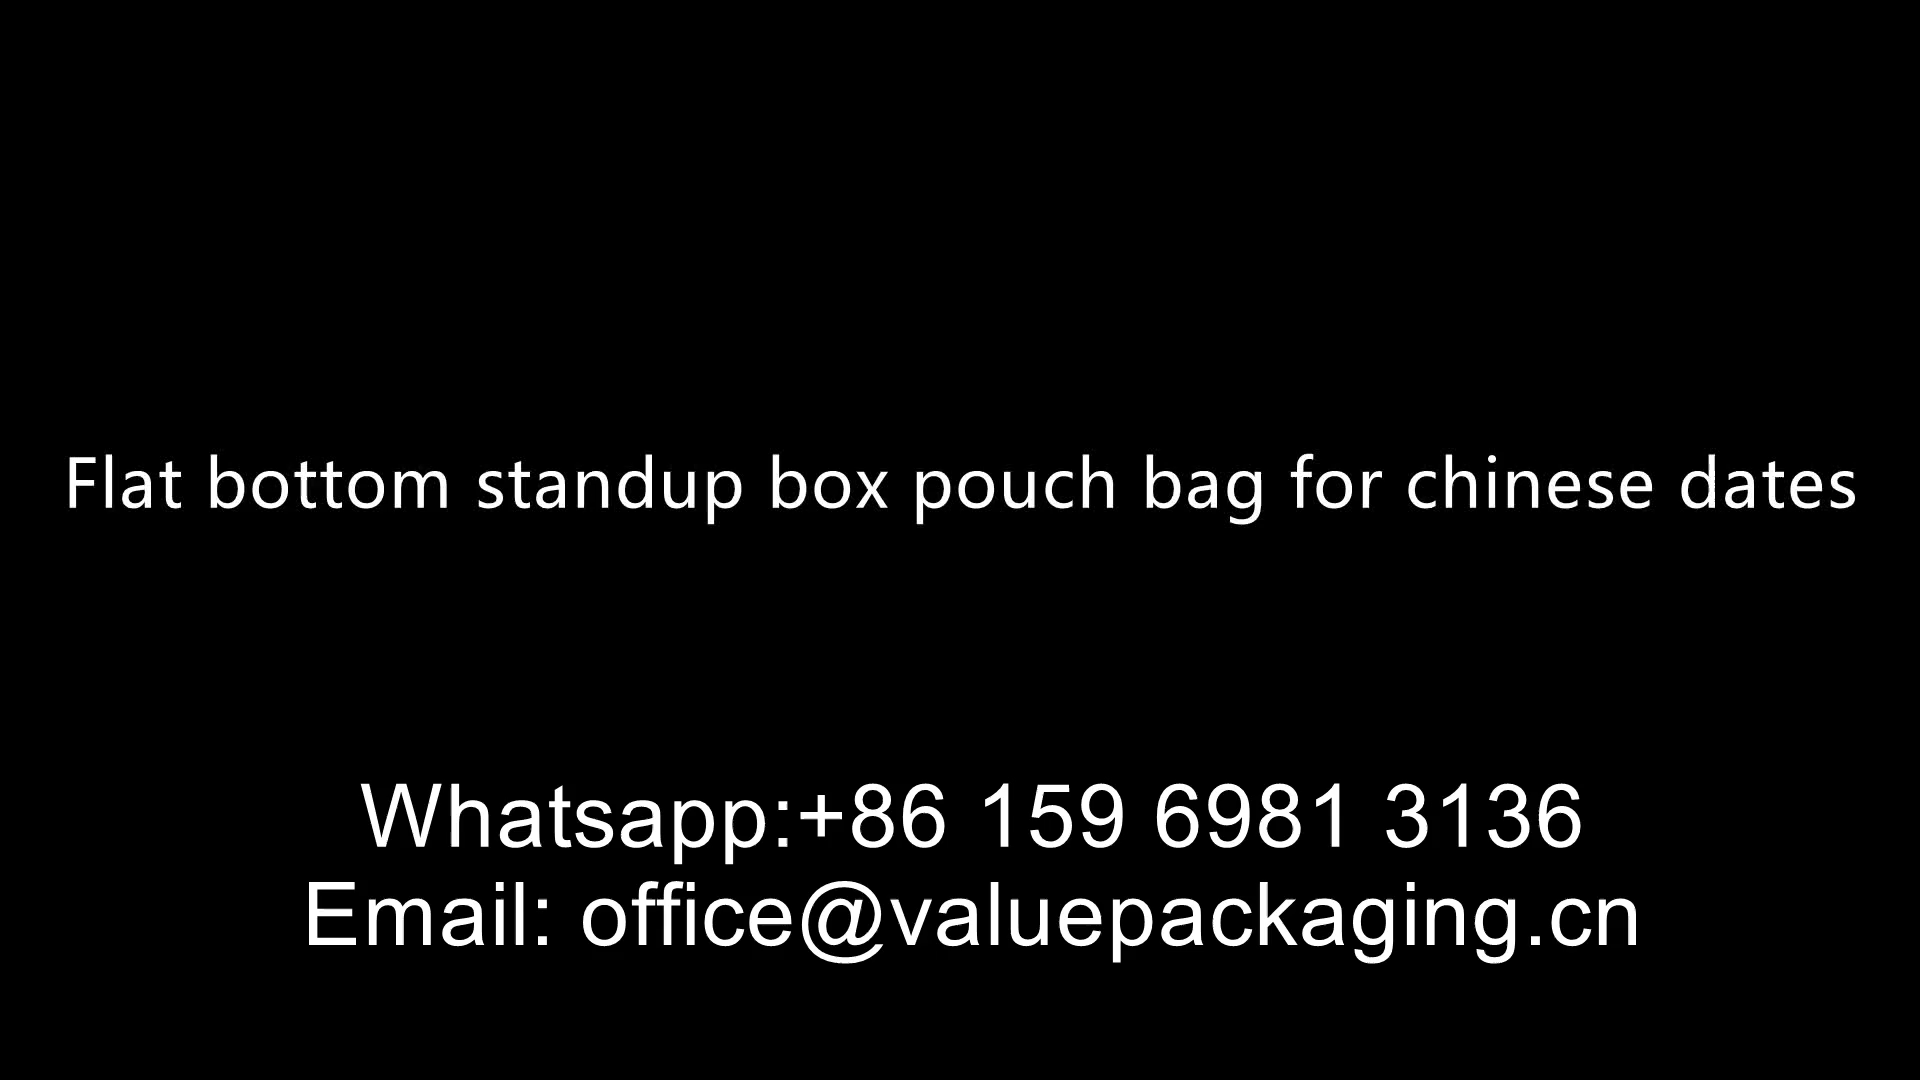 Flat bottom standup box pouch bag for chinese dates
Whatsapp:+86 159 6981 3136
Email: office@valuepackaging.cn